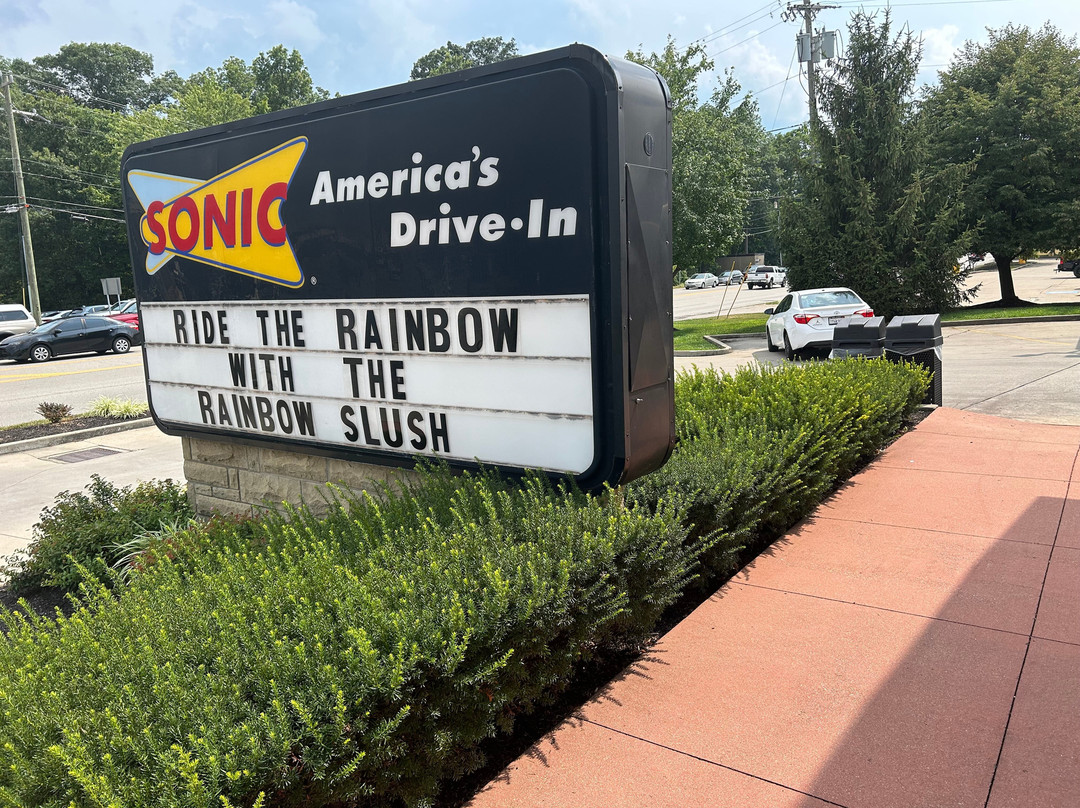 SONIC
America's
Drive-In
RIDE THE RAINBOW
WITH THE
RAINBOW SLUSH